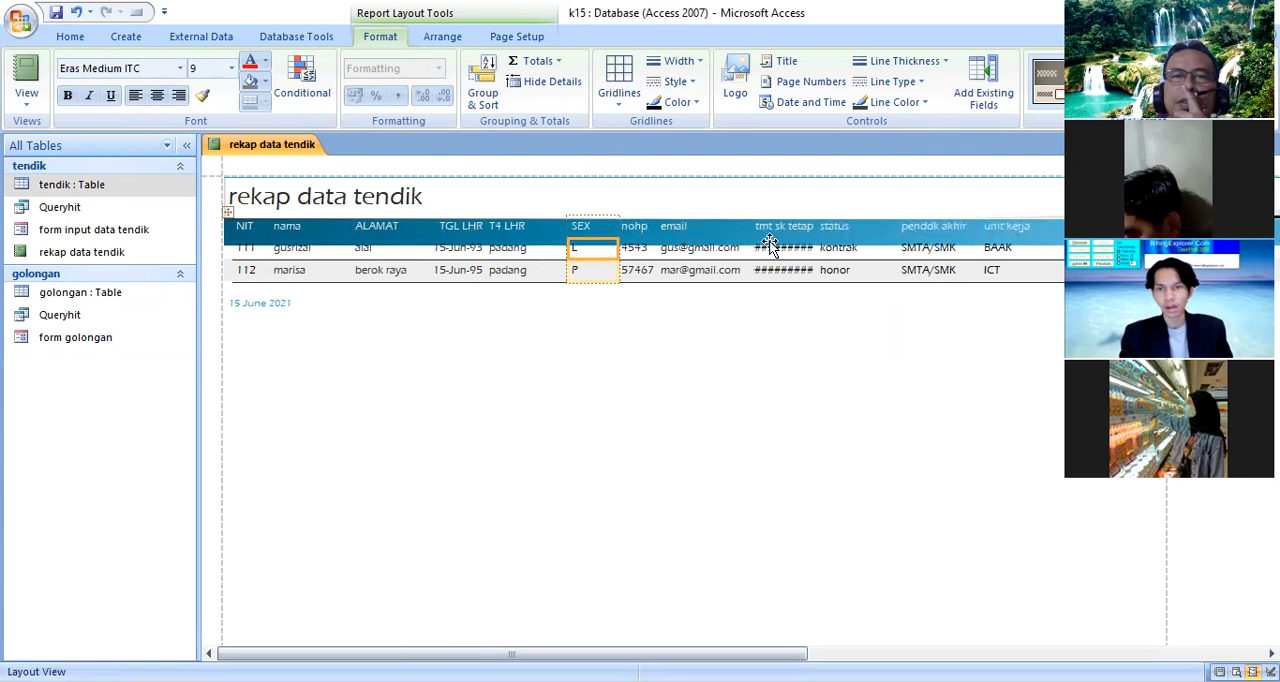 Report Layout Tools
k15 : Database (Access 2007) - Microsoft Access
Home Create External Data Database Tools Format Arrange Page Setup
View
Views
Eras Medium ITC 9
B I U A
Font
Conditional
Formatting
% ,
Formatting
Group & Sort
Σ Totals
Hide Details
Grouping & Totals
Gridlines
Width
Style
Color
Gridlines
Logo
Title
Page Numbers
Date and Time
Line Thickness
Line Type
Line Color
Add Existing Fields
Controls
All Tables
tendik
tendik : Table
Queryhit
form input data tendik
rekap data tendik
golongan
golongan : Table
Queryhit
form golongan
rekap data tendik
rekap data tendik
NIT nama ALAMAT TGL LHR T4 LHR SEX nohp email tmt sk tetap status penddk akhir unit kerja
111 gusrizal alai 15-Jun-93 padang L 4543 gus@gmail.com ######### kontrak SMTA/SMK BAAK
112 marisa berok raya 15-Jun-95 padang P 57467 mar@gmail.com ######### honor SMTA/SMK ICT
15 June 2021
BillingExplorer.Com
Layout View